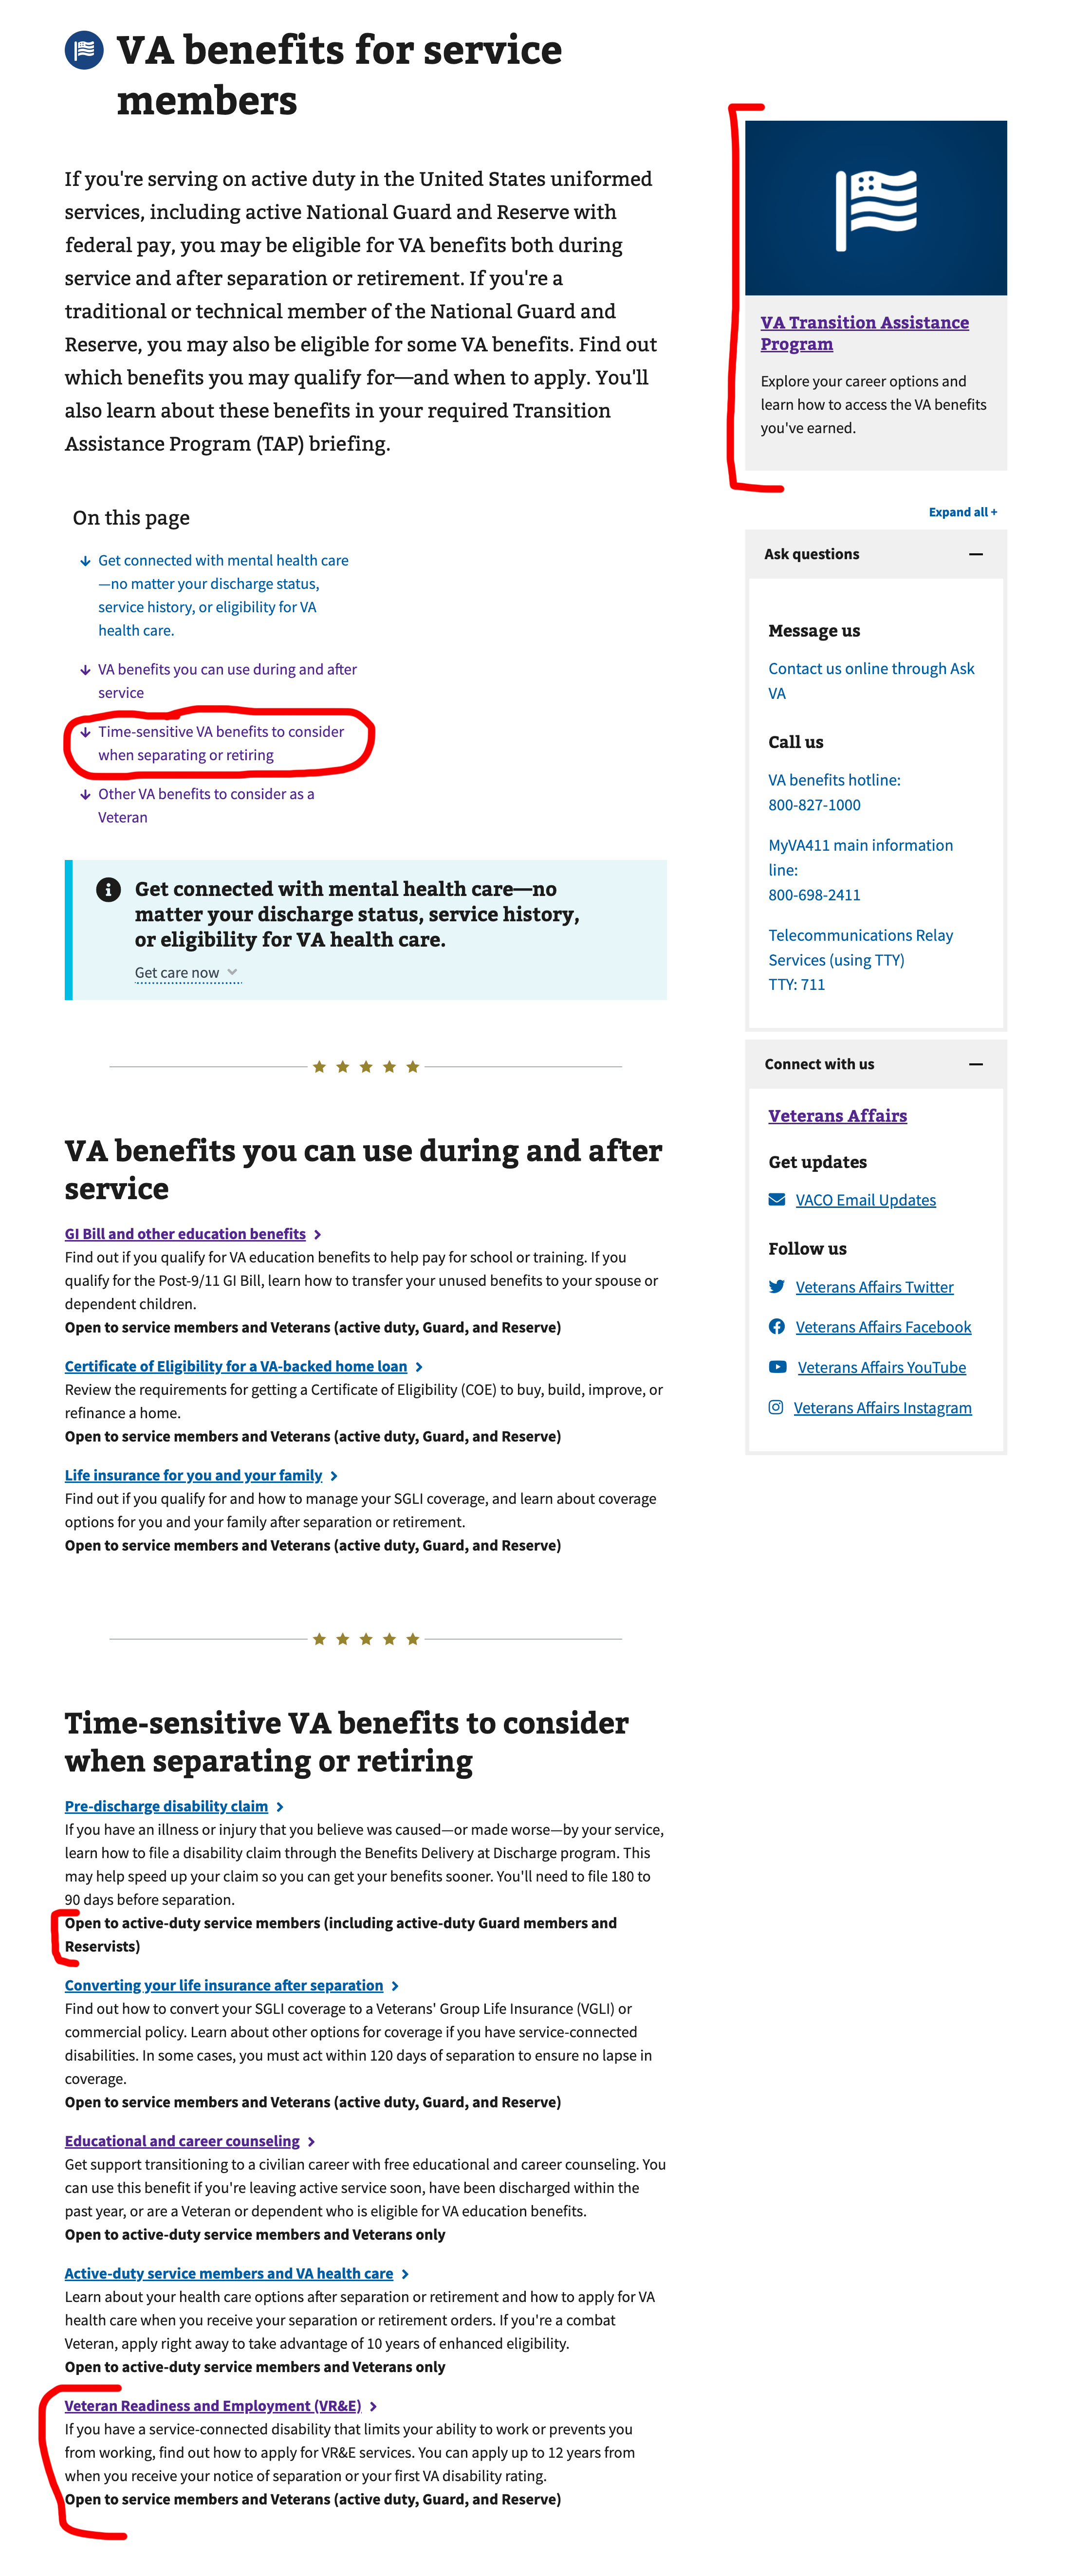 VA benefits for service
members
If you're serving on active duty in the United States uniformed
services, including active National Guard and Reserve with
federal pay, you may be eligible for VA benefits both during
service and after separation or retirement. If you're a
traditional or technical member of the National Guard and
Reserve, you may also be eligible for some VA benefits. Find out
which benefits you may qualify for—and when to apply. You'll
also learn about these benefits in your required Transition
Assistance Program (TAP) briefing.
On this page
Get connected with mental health care
—no matter your discharge status,
service history, or eligibility for VA
health care.
VA benefits you can use during and after
service
Time-sensitive VA benefits to consider
when separating or retiring
Other VA benefits to consider as a
Veteran
Get connected with mental health care—no
matter your discharge status, service history,
or eligibility for VA health care.
Get care now
VA benefits you can use during and after
service
GI Bill and other education benefits
Find out if you qualify for VA education benefits to help pay for school or training. If you
qualify for the Post-9/11 GI Bill, learn how to transfer your unused benefits to your spouse or
dependent children.
Open to service members and Veterans (active duty, Guard, and Reserve)
Certificate of Eligibility for a VA-backed home loan
Review the requirements for getting a Certificate of Eligibility (COE) to buy, build, improve, or
refinance a home.
Open to service members and Veterans (active duty, Guard, and Reserve)
Life insurance for you and your family
Find out if you qualify for and how to manage your SGLI coverage, and learn about coverage
options for you and your family after separation or retirement.
Open to service members and Veterans (active duty, Guard, and Reserve)
Time-sensitive VA benefits to consider
when separating or retiring
Pre-discharge disability claim
If you have an illness or injury that you believe was caused—or made worse—by your service,
learn how to file a disability claim through the Benefits Delivery at Discharge program. This
may help speed up your claim so you can get your benefits sooner. You'll need to file 180 to
90 days before separation.
Open to active-duty service members (including active-duty Guard members and
Reservists)
Converting your life insurance after separation
Find out how to convert your SGLI coverage to a Veterans' Group Life Insurance (VGLI) or
commercial policy. Learn about other options for coverage if you have service-connected
disabilities. In some cases, you must act within 120 days of separation to ensure no lapse in
coverage.
Open to service members and Veterans (active duty, Guard, and Reserve)
Educational and career counseling
Get support transitioning to a civilian career with free educational and career counseling. You
can use this benefit if you're leaving active service soon, have been discharged within the
past year, or are a Veteran or dependent who is eligible for VA education benefits.
Open to active-duty service members and Veterans only
Active-duty service members and VA health care
Learn about your health care options after separation or retirement and how to apply for VA
health care when you receive your separation or retirement orders. If you're a combat
Veteran, apply right away to take advantage of 10 years of enhanced eligibility.
Open to active-duty service members and Veterans only
Veteran Readiness and Employment (VR&E)
If you have a service-connected disability that limits your ability to work or prevents you
from working, find out how to apply for VR&E services. You can apply up to 12 years from
when you receive your notice of separation or your first VA disability rating.
Open to service members and Veterans (active duty, Guard, and Reserve)
VA Transition Assistance
Program
Explore your career options and
learn how to access the VA benefits
you've earned.
Expand all +
Ask questions
Message us
Contact us online through Ask
VA
Call us
VA benefits hotline:
800-827-1000
MyVA411 main information
line:
800-698-2411
Telecommunications Relay
Services (using TTY)
TTY: 711
Connect with us
Veterans Affairs
Get updates
VACO Email Updates
Follow us
Veterans Affairs Twitter
Veterans Affairs Facebook
Veterans Affairs YouTube
Veterans Affairs Instagram